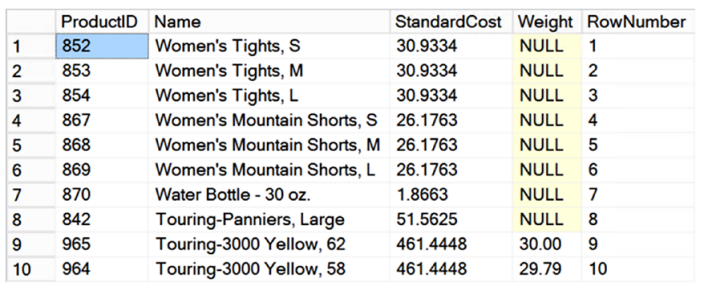 ProductID Name StandardCost Weight RowNumber
1 852 Women's Tights, S 30.9334 NULL 1
2 853 Women's Tights, M 30.9334 NULL 2
3 854 Women's Tights, L 30.9334 NULL 3
4 867 Women's Mountain Shorts, S 26.1763 NULL 4
5 868 Women's Mountain Shorts, M 26.1763 NULL 5
6 869 Women's Mountain Shorts, L 26.1763 NULL 6
7 870 Water Bottle - 30 oz. 1.8663 NULL 7
8 842 Touring-Panniers, Large 51.5625 NULL 8
9 965 Touring-3000 Yellow, 62 461.4448 30.00 9
10 964 Touring-3000 Yellow, 58 461.4448 29.79 10